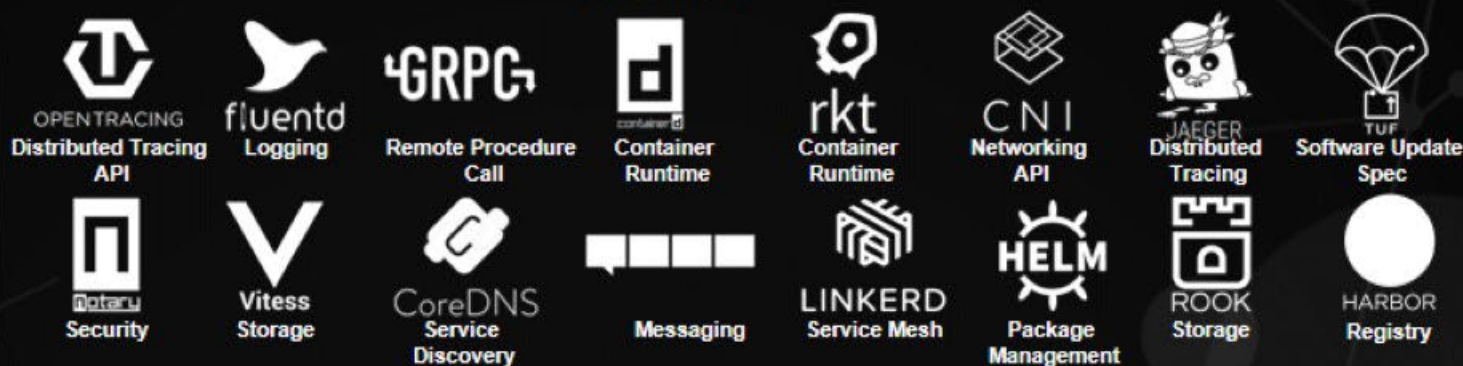 OPENTRACING
Distributed Tracing
API
fluentd
Logging
GRPC
Remote Procedure
Call
d
containerd
Container
Runtime
rkt
Container
Runtime
CNI
Networking
API
JAEGER
Distributed
Tracing
TUF
Software Update
Spec
n
notary
Security
Vitess
Storage
CoreDNS
Service
Discovery
Messaging
LINKERD
Service Mesh
HELM
Package
Management
ROOK
Storage
HARBOR
Registry